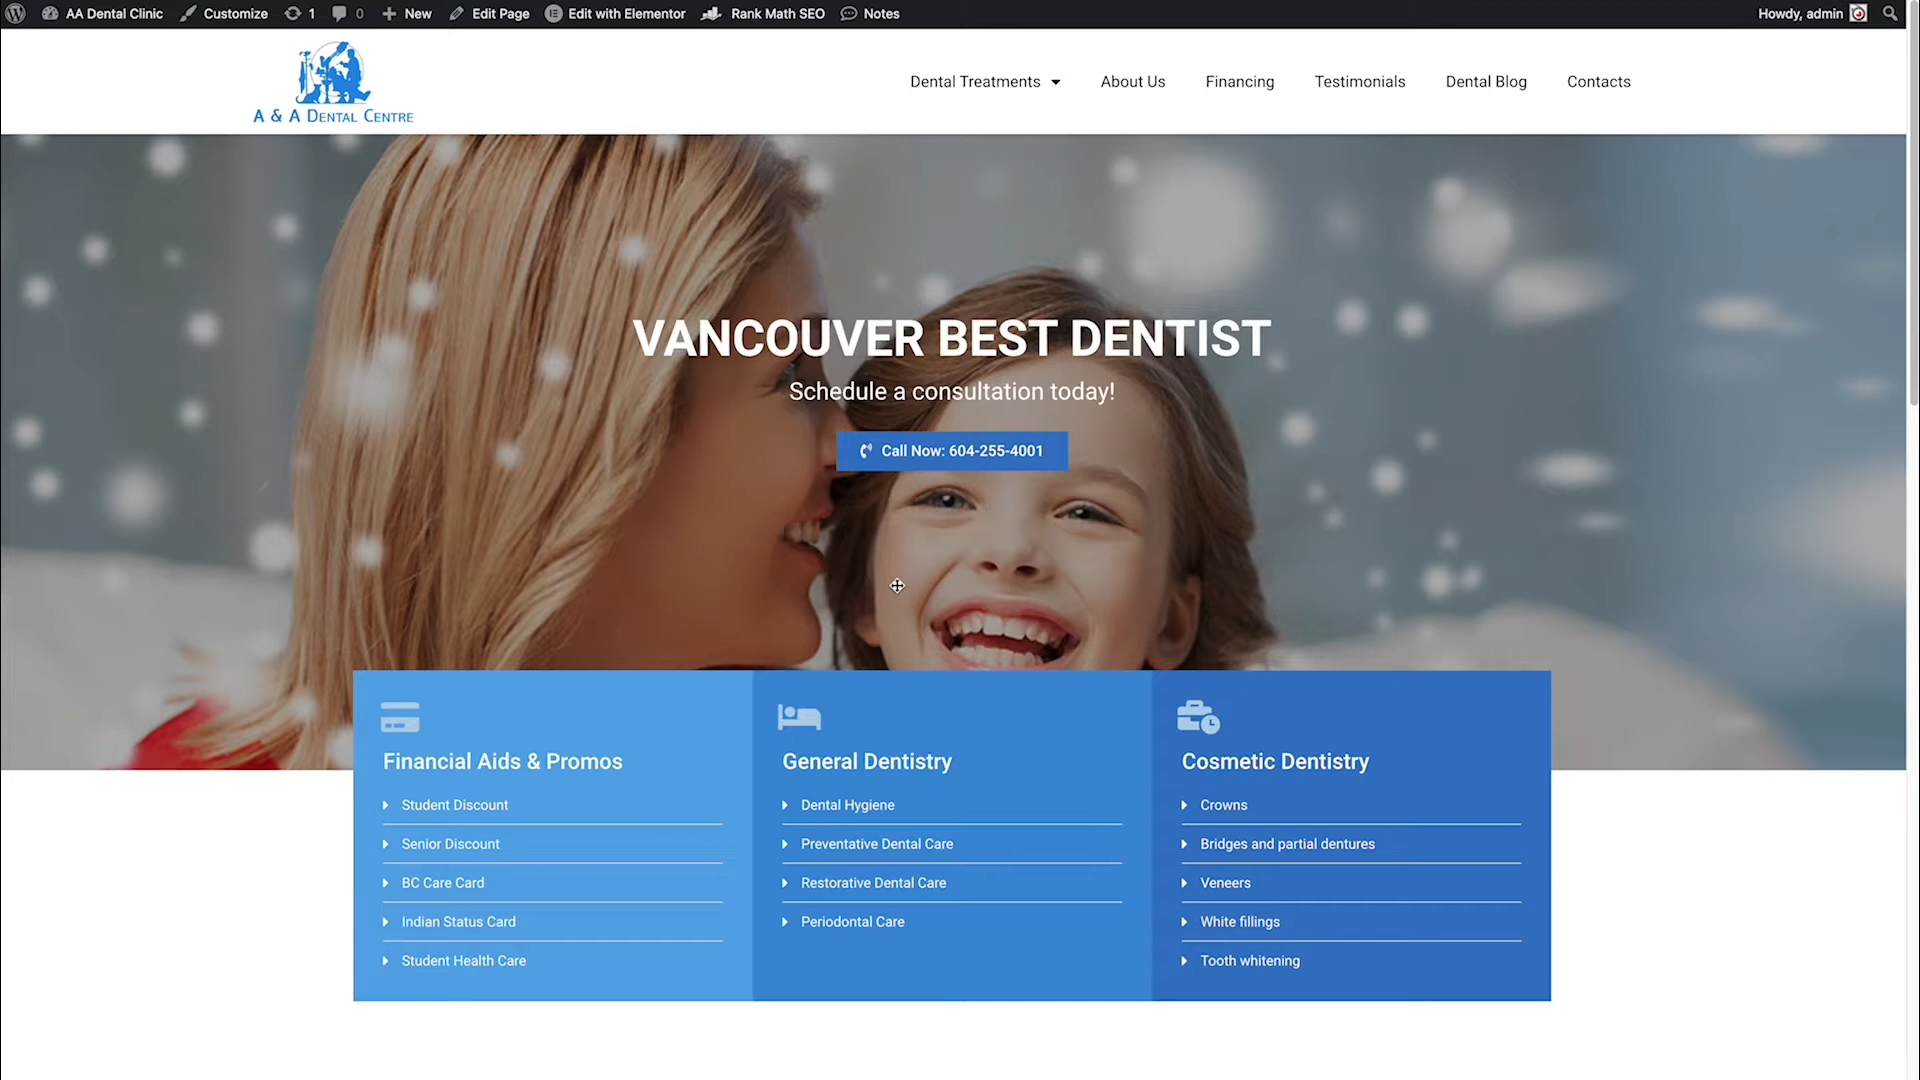 AA Dental Clinic Customize 1 0 New Edit Page Edit with Elementor Rank Math SEO Notes Howdy, admin
A & A DENTAL CENTRE
Dental Treatments About Us Financing Testimonials Dental Blog Contacts
VANCOUVER BEST DENTIST
Schedule a consultation today!
Call Now: 604-255-4001
Financial Aids & Promos
Student Discount
Senior Discount
BC Care Card
Indian Status Card
Student Health Care
General Dentistry
Dental Hygiene
Preventative Dental Care
Restorative Dental Care
Periodontal Care
Cosmetic Dentistry
Crowns
Bridges and partial dentures
Veneers
White fillings
Tooth whitening